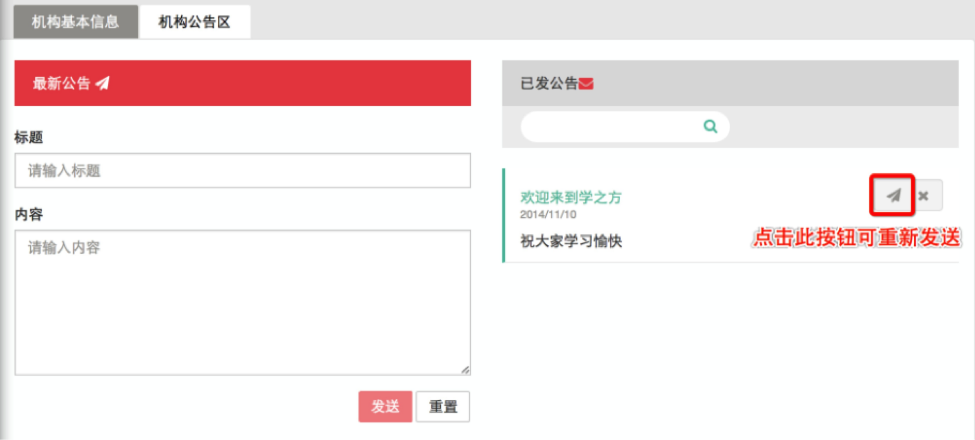 机构基本信息
机构公告区
最新公告
标题
请输入标题
内容
请输入内容
发送
重置
已发公告
欢迎来到学之方
2014/11/10
祝大家学习愉快
点击此按钮可重新发送